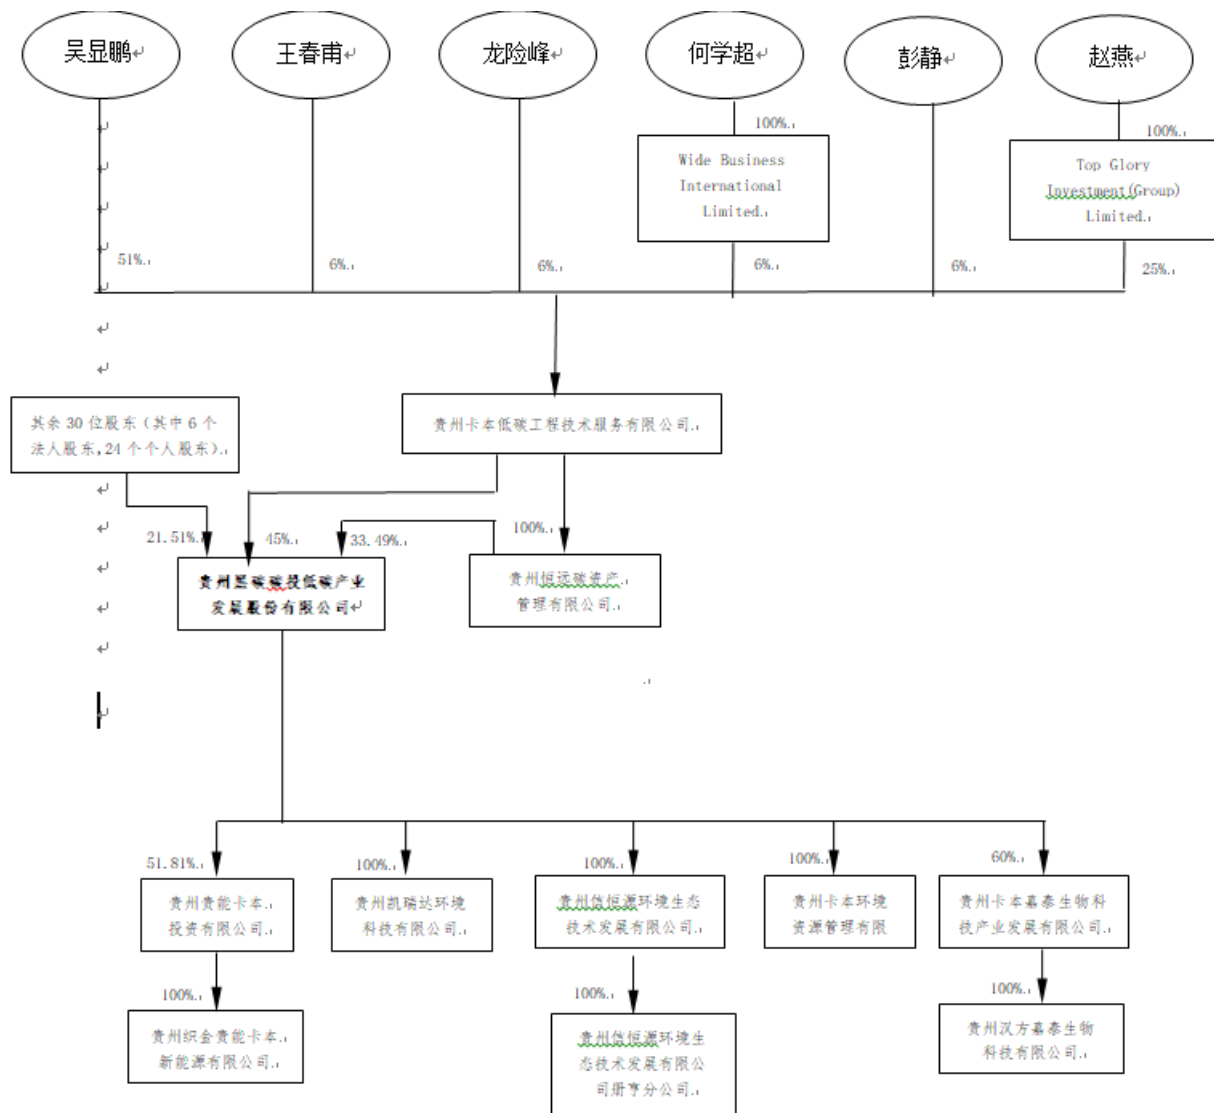 吴显鹏
王春甫
龙险峰
何学超
彭静
赵燕
100%
100%
Wide Business
International
Limited
Top Glory
Investment(Group)
Limited
51%
6%
6%
6%
6%
25%
其余 30 位股东（其中 6 个
法人股东,24 个个人股东）
贵州卡本低碳工程技术服务有限公司
21.51%
45%
33.49%
100%
碳投低碳产业
发展股份有限公司
贵州恒远碳资产
管理有限公司
51.81%
100%
100%
100%
60%
贵州贵能卡本
投资有限公司
贵州凯瑞达环境
科技有限公司
贵州信恒源环境生态
技术发展有限公司
贵州卡本环境
资源管理有限
贵州卡本嘉泰生物科
技产业发展有限公司
100%
100%
100%
贵州织金贵能卡本
新能源有限公司
贵州信恒源环境生
态技术发展有限公
司册亨分公司
贵州汉方嘉泰生物
科技有限公司